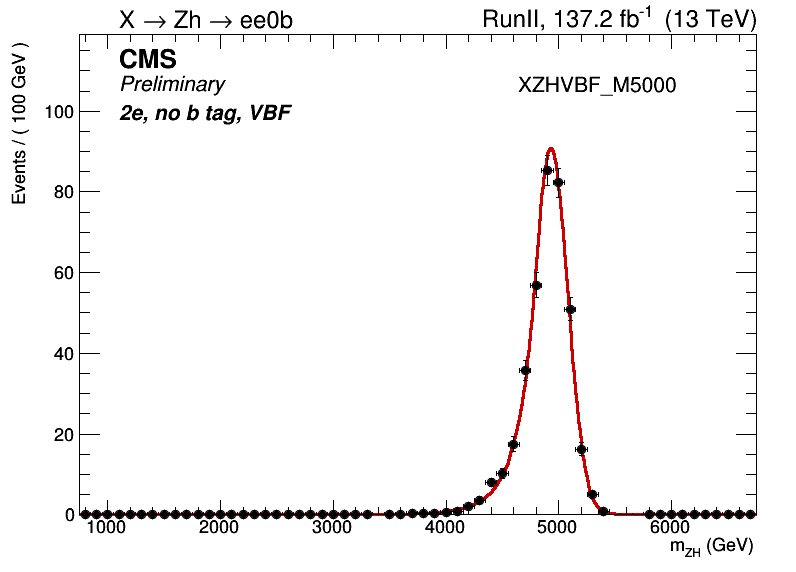 X → Zh → ee0b
RunII, 137.2 fb⁻¹ (13 TeV)
CMS
Preliminary
2e, no b tag, VBF
XZHVBF_M5000
Events / ( 100 GeV )
100
80
60
40
20
0
1000 2000 3000 4000 5000 6000
m_ZH (GeV)